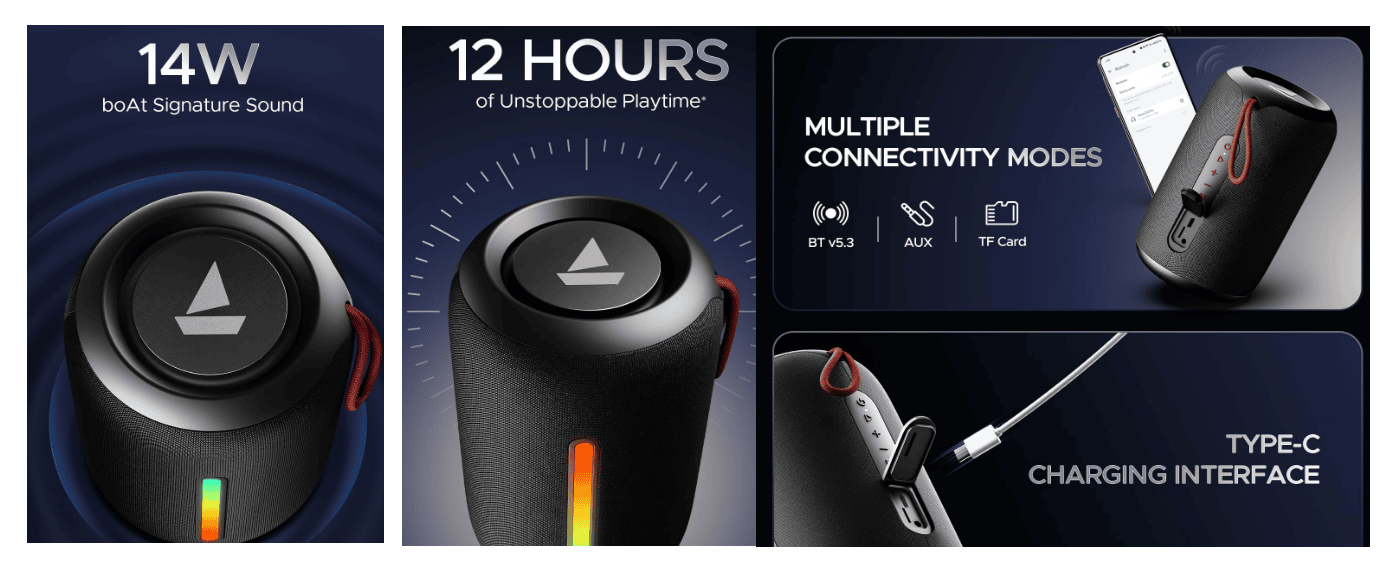 14W
boAt Signature Sound
12 HOURS
of Unstoppable Playtime*
MULTIPLE
CONNECTIVITY MODES
BT v5.3
AUX
TF Card
Bluetooth
TYPE-C
CHARGING INTERFACE